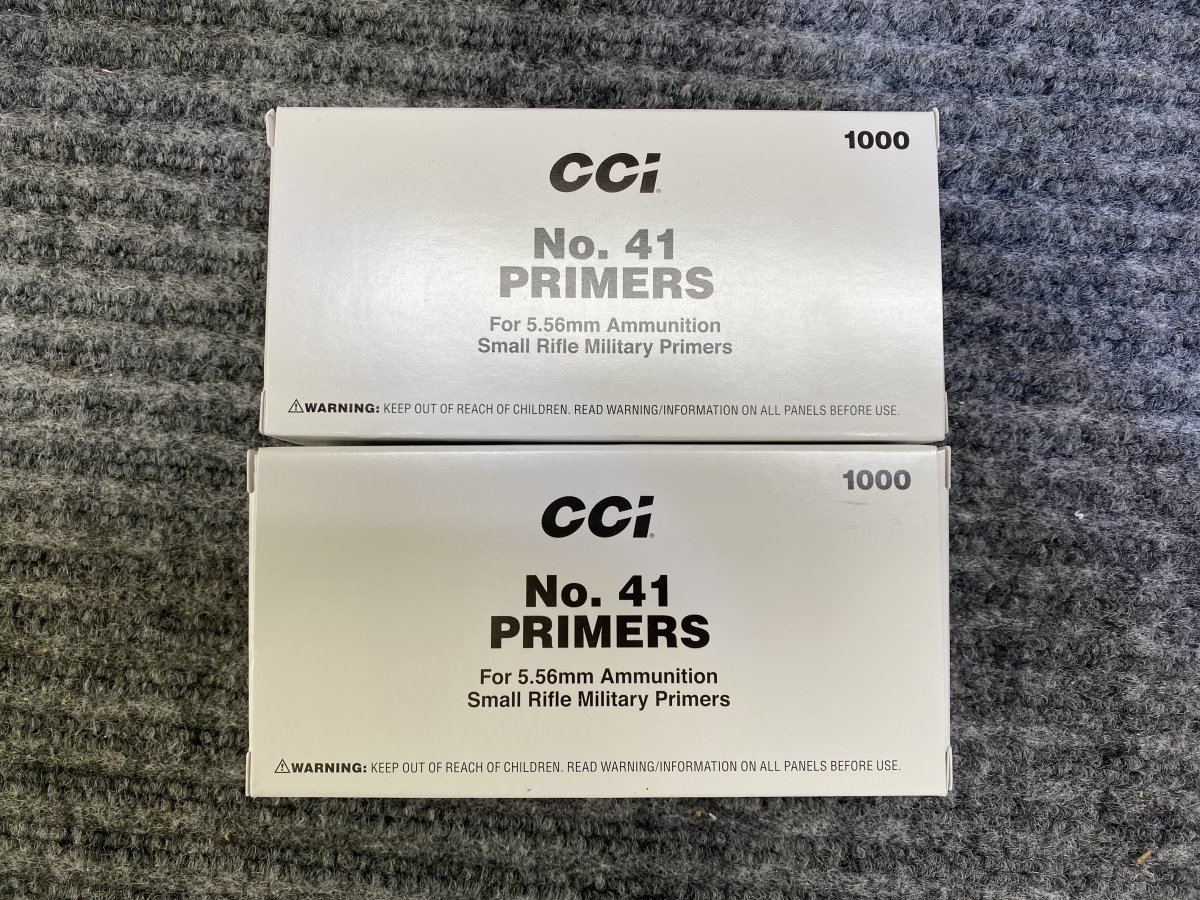 1000
CCI
No. 41
PRIMERS
For 5.56mm Ammunition
Small Rifle Military Primers
⚠WARNING: KEEP OUT OF REACH OF CHILDREN. READ WARNING/INFORMATION ON ALL PANELS BEFORE USE.
1000
CCI
No. 41
PRIMERS
For 5.56mm Ammunition
Small Rifle Military Primers
⚠WARNING: KEEP OUT OF REACH OF CHILDREN. READ WARNING/INFORMATION ON ALL PANELS BEFORE USE.